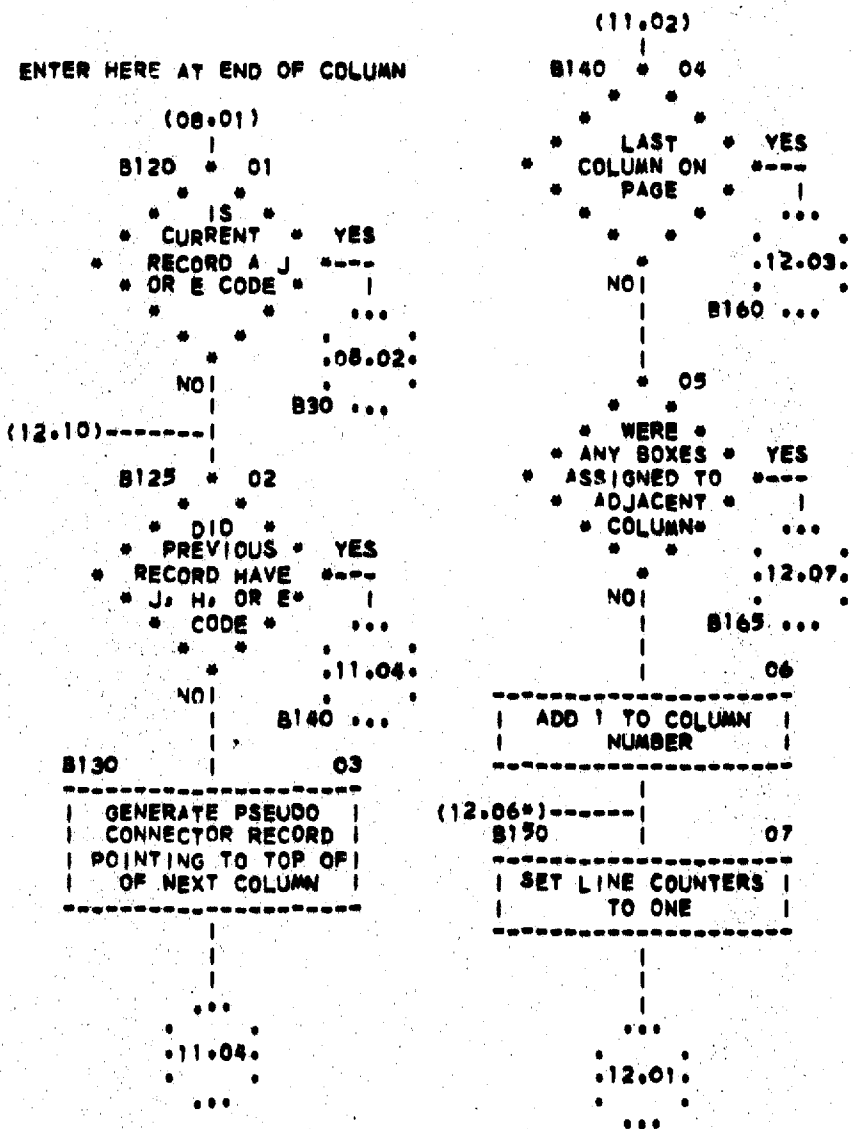 ENTER HERE AT END OF COLUMN
(08.01)
B120 * 01
IS
CURRENT YES
RECORD A J
OR E CODE
.08.02.
NO
B30
(12.10)
B125 * 02
DID
PREVIOUS YES
RECORD HAVE
J, H, OR E
CODE
.11.04.
NO
B140
B130 03
GENERATE PSEUDO
CONNECTOR RECORD
POINTING TO TOP OF
OF NEXT COLUMN
.11.04.
(11.02)
B140 * 04
LAST YES
COLUMN ON
PAGE
.12.03.
NO
B160
* 05
WERE
ANY BOXES YES
ASSIGNED TO
ADJACENT
COLUMN
.12.07.
NO
B165
06
ADD 1 TO COLUMN
NUMBER
(12.06*)
B150 07
SET LINE COUNTERS
TO ONE
.12.01.